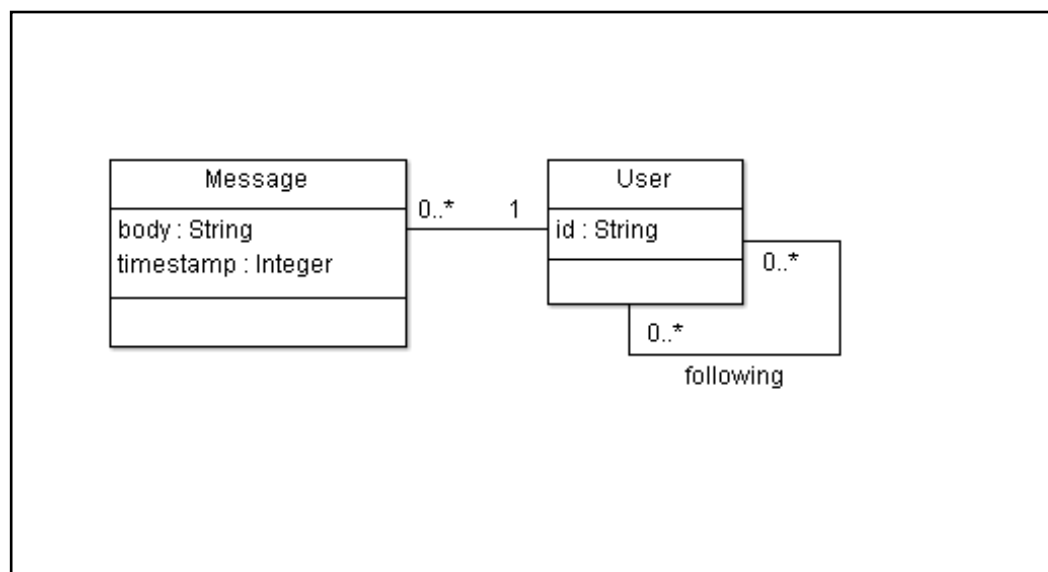 Message
body : String
timestamp : Integer
0..*
1
User
id : String
0..*
0..*
following